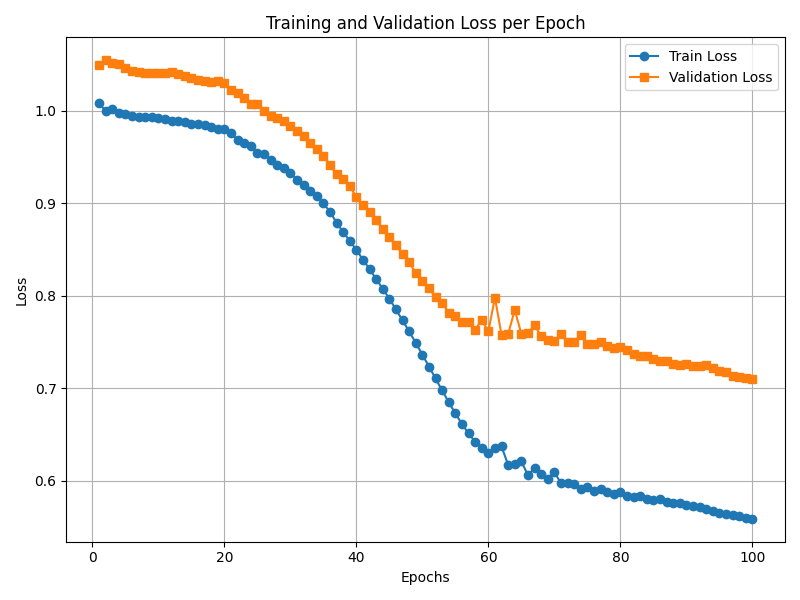 Training and Validation Loss per Epoch
Train Loss
Validation Loss
Loss
1.0
0.9
0.8
0.7
0.6
0 20 40 60 80 100
Epochs